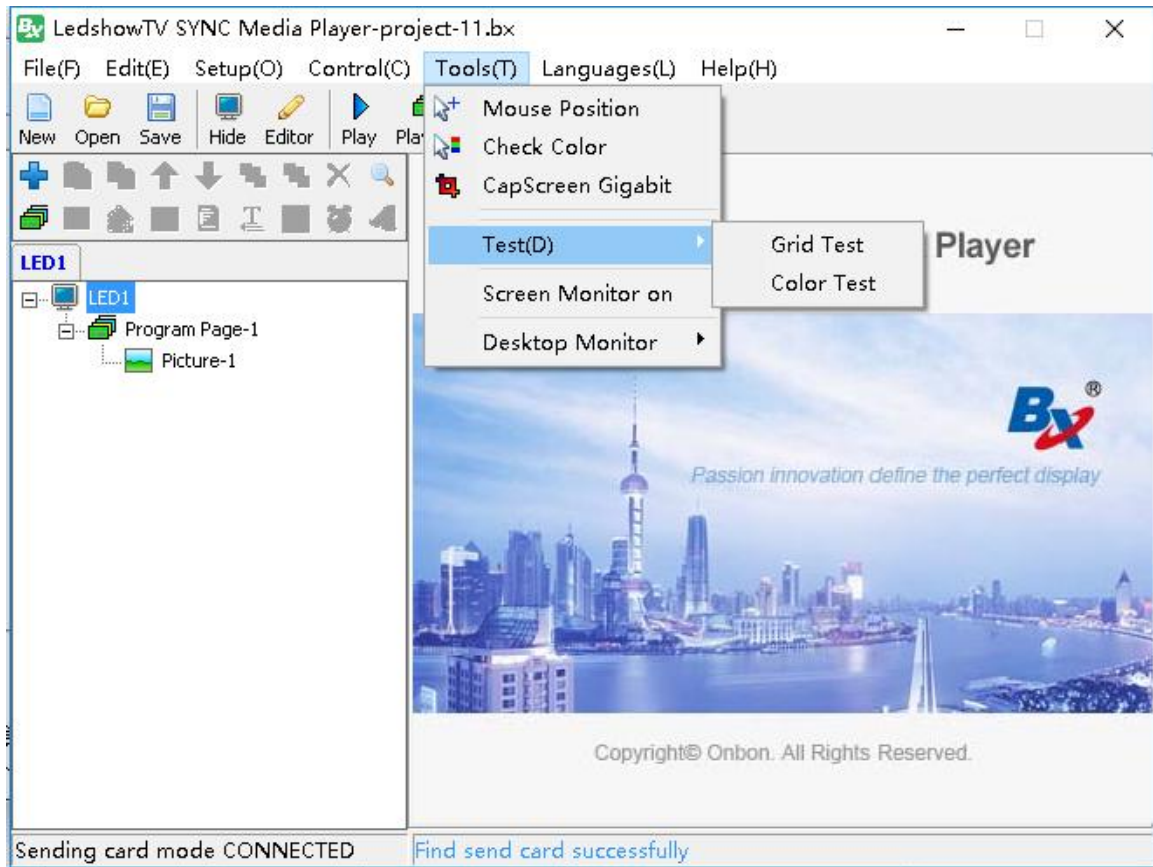 LedshowTV SYNC Media Player-project-11.bx
File(F) Edit(E) Setup(O) Control(C) Tools(T) Languages(L) Help(H)
New Open Save Hide Editor Play
Mouse Position
Check Color
CapScreen Gigabit
Test(D)
Grid Test
Color Test
Screen Monitor on
Desktop Monitor
Player
LED1
LED1
Program Page-1
Picture-1
Bx®
Passion innovation define the perfect display
Copyright© Onbon. All Rights Reserved.
Sending card mode CONNECTED
Find send card successfully